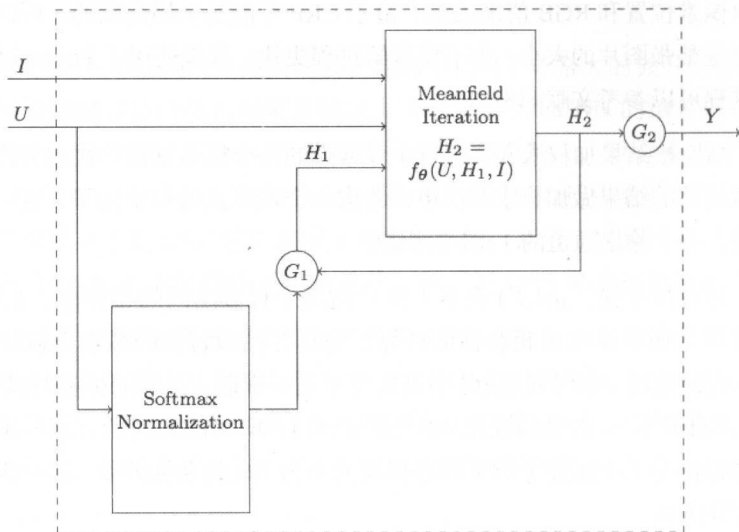 I
U
Meanfield
Iteration
H₂ =
f_θ(U, H₁, I)
H₁
H₂
G₂
Y
G₁
Softmax
Normalization